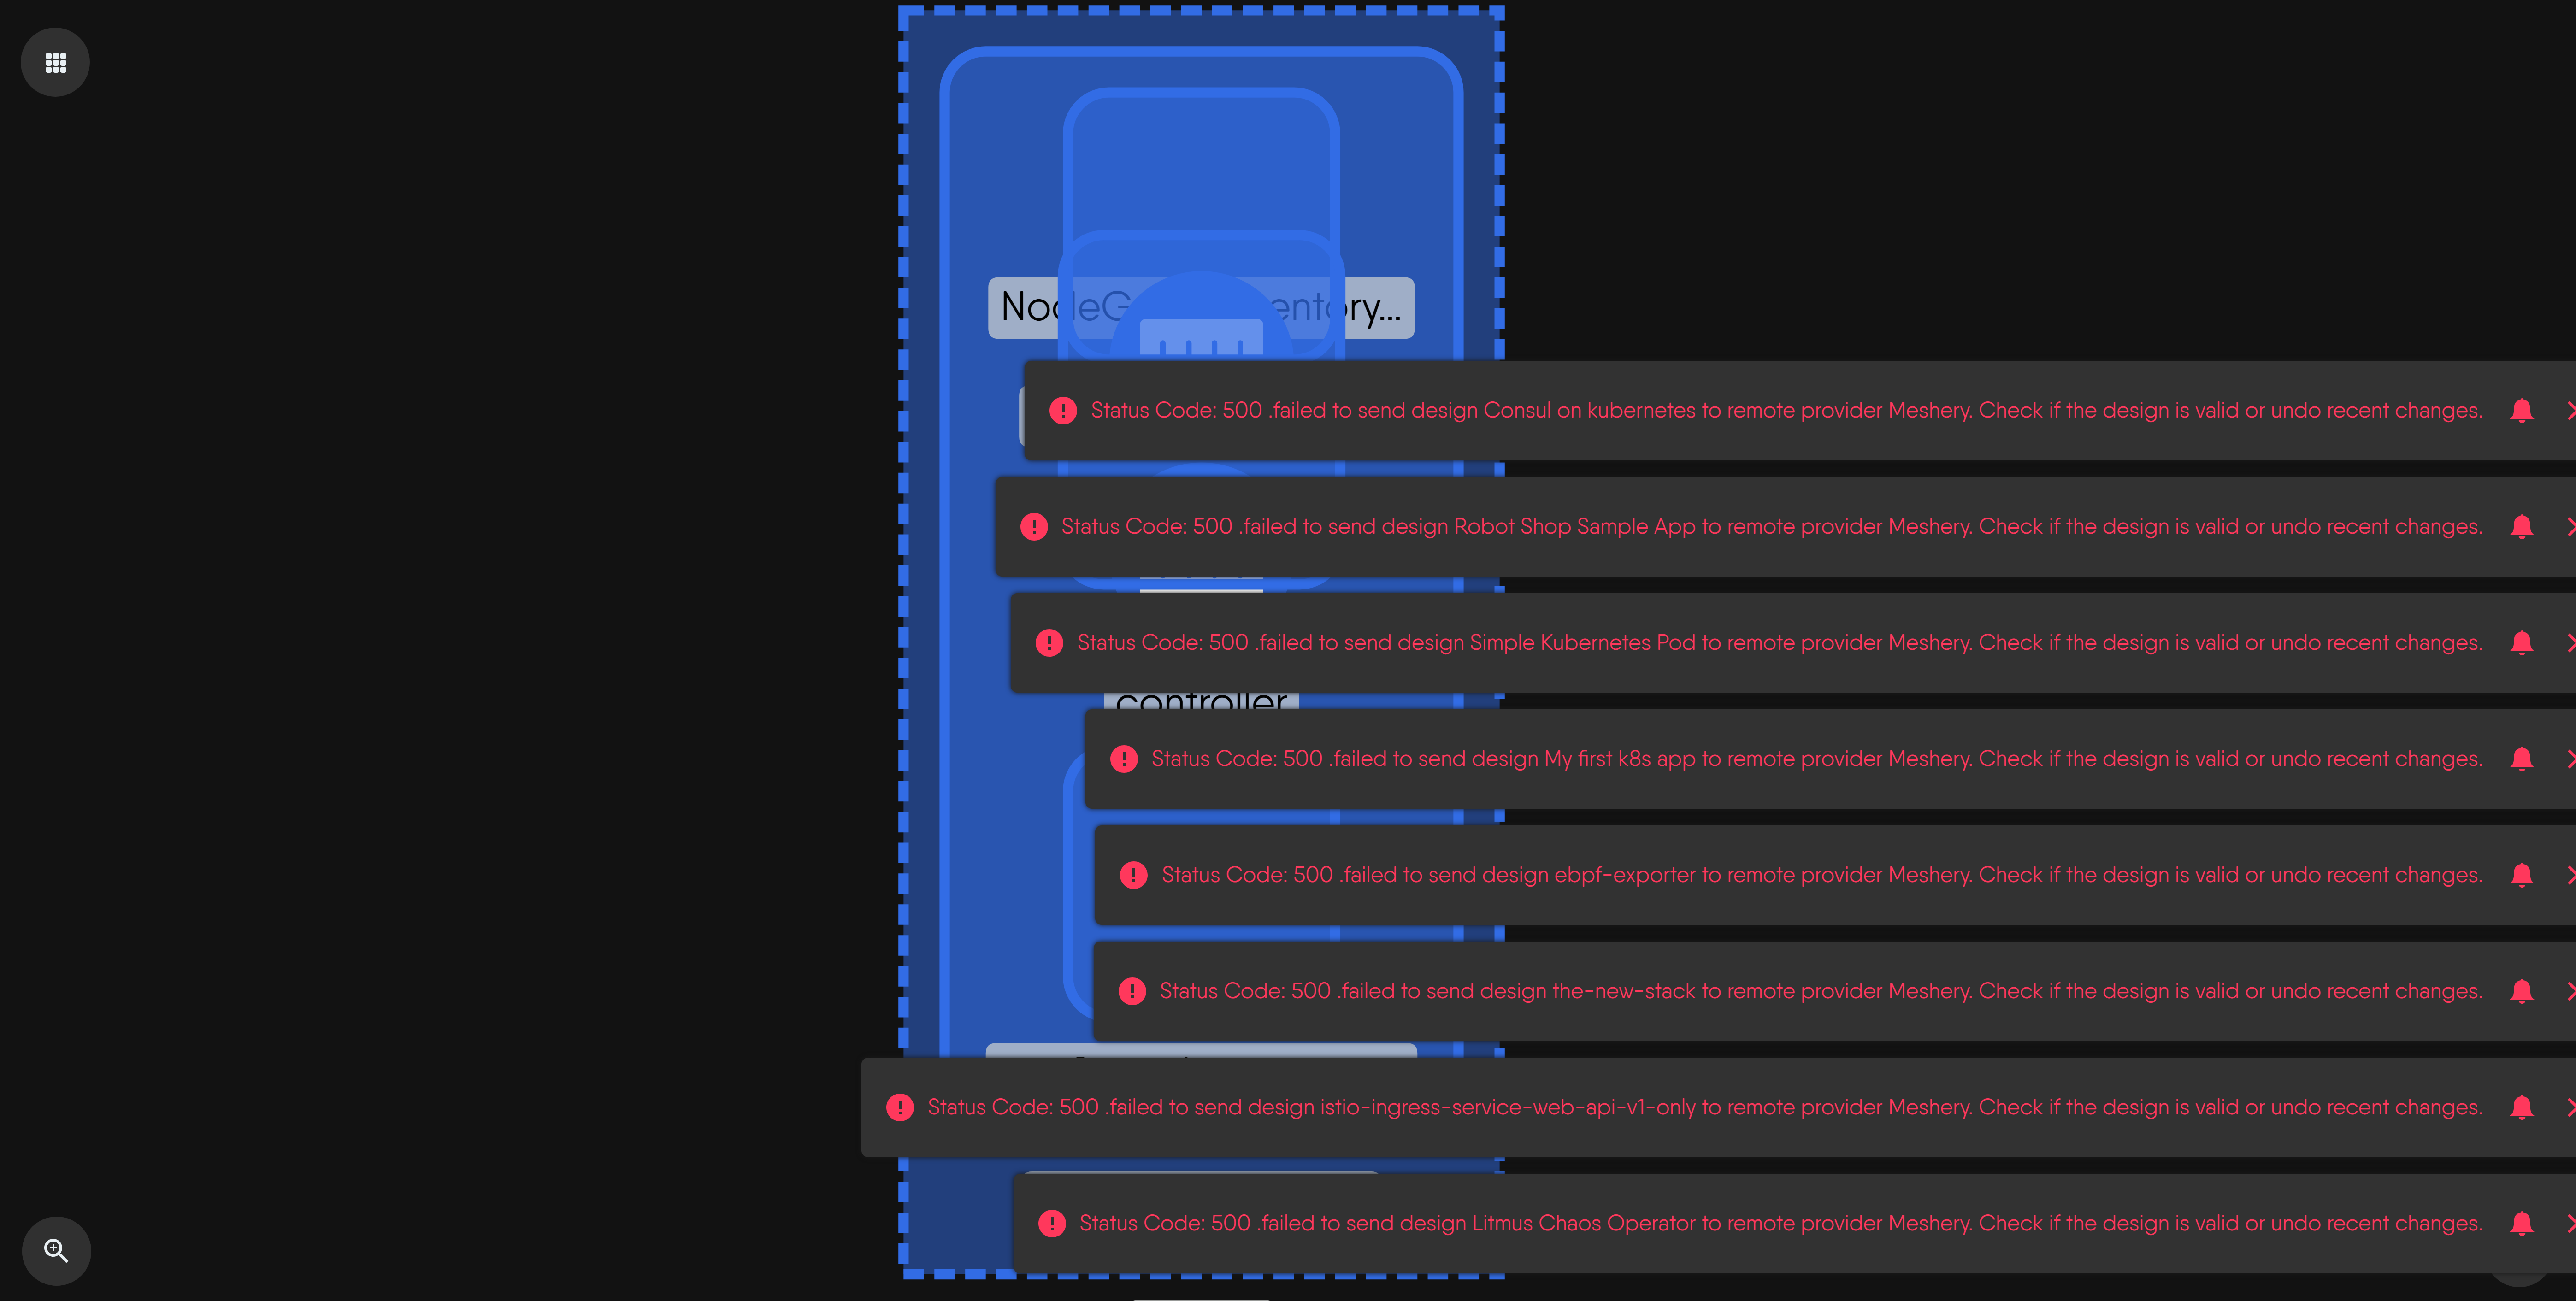 ry...
Status Code: 500 .failed to send design Consul on kubernetes to remote provider Meshery. Check if the design is valid or undo recent changes.
Status Code: 500 .failed to send design Robot Shop Sample App to remote provider Meshery. Check if the design is valid or undo recent changes.
Status Code: 500 .failed to send design Simple Kubernetes Pod to remote provider Meshery. Check if the design is valid or undo recent changes.
controller
Status Code: 500 .failed to send design My first k8s app to remote provider Meshery. Check if the design is valid or undo recent changes.
Status Code: 500 .failed to send design ebpf-exporter to remote provider Meshery. Check if the design is valid or undo recent changes.
Status Code: 500 .failed to send design the-new-stack to remote provider Meshery. Check if the design is valid or undo recent changes.
Status Code: 500 .failed to send design istio-ingress-service-web-api-v1-only to remote provider Meshery. Check if the design is valid or undo recent changes.
Status Code: 500 .failed to send design Litmus Chaos Operator to remote provider Meshery. Check if the design is valid or undo recent changes.